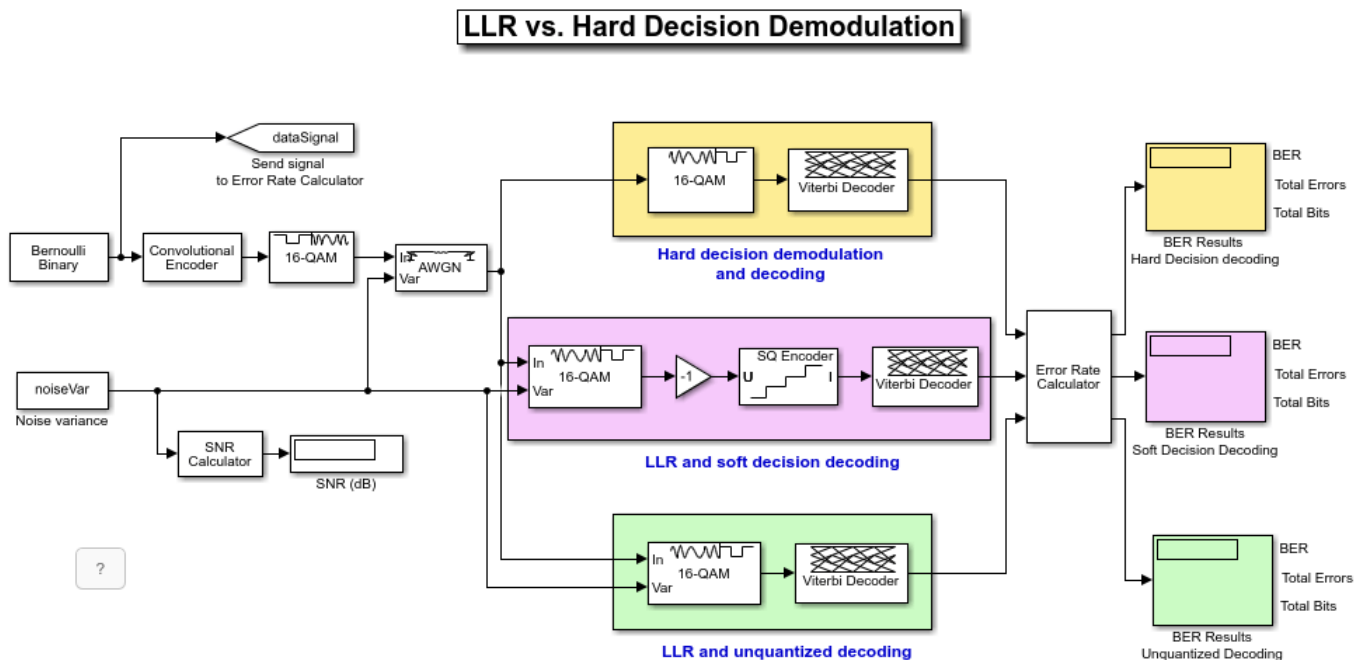 LLR vs. Hard Decision Demodulation
dataSignal
Send signal
to Error Rate Calculator
Bernoulli
Binary
Convolutional
Encoder
16-QAM
In
Var
AWGN
noiseVar
Noise variance
SNR
Calculator
SNR (dB)
?
16-QAM
Viterbi Decoder
Hard decision demodulation
and decoding
In
Var
16-QAM
-1
SQ Encoder
U
I
Viterbi Decoder
LLR and soft decision decoding
In
Var
16-QAM
Viterbi Decoder
LLR and unquantized decoding
Error Rate
Calculator
BER
Total Errors
Total Bits
BER Results
Hard Decision decoding
BER
Total Errors
Total Bits
BER Results
Soft Decision Decoding
BER
Total Errors
Total Bits
BER Results
Unquantized Decoding